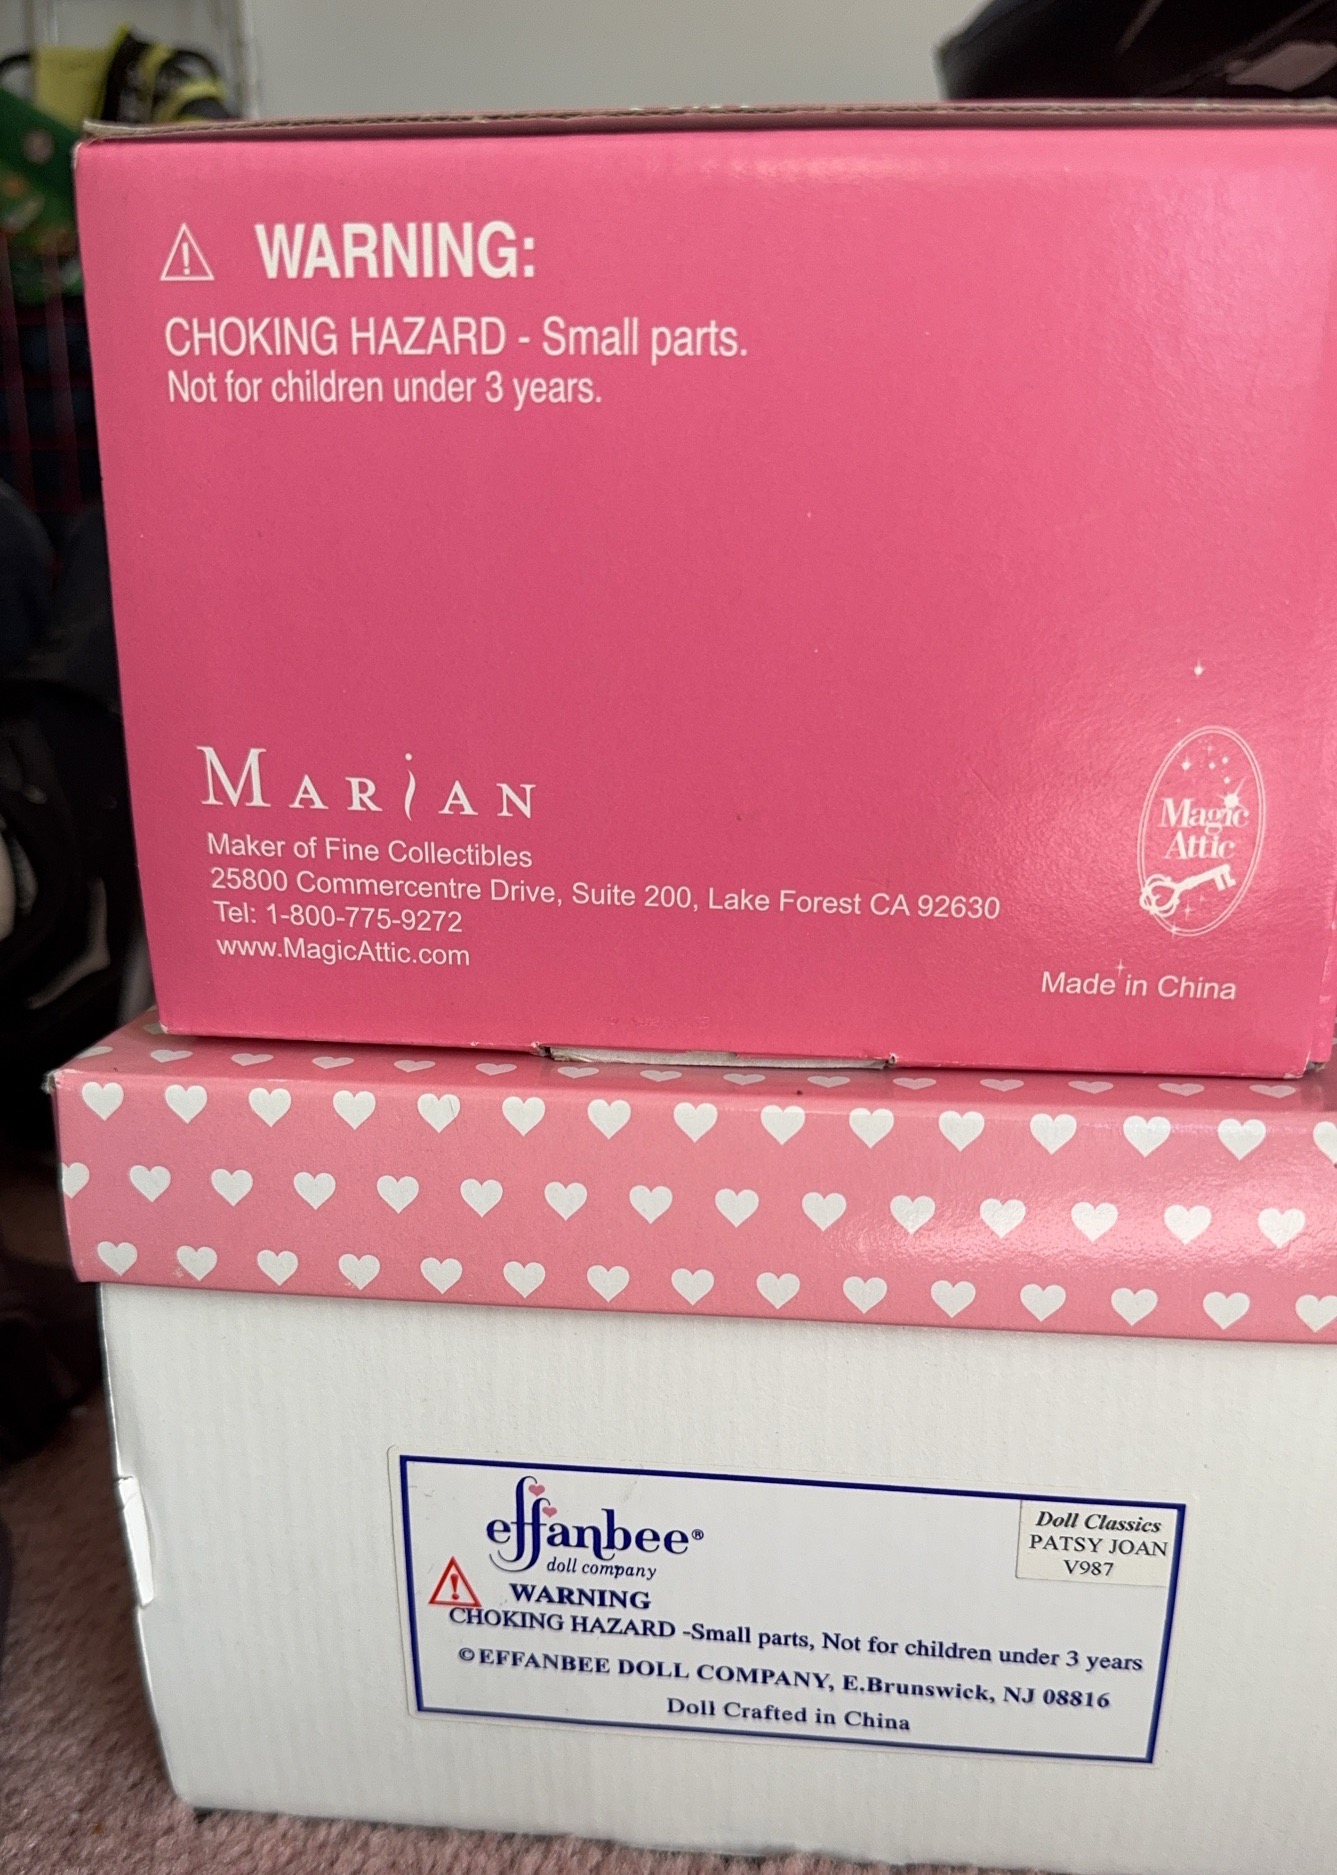 WARNING:
CHOKING HAZARD - Small parts.
Not for children under 3 years.
MARiAN
Maker of Fine Collectibles
25800 Commercentre Drive, Suite 200, Lake Forest CA 92630
Tel: 1-800-775-9272
www.MagicAttic.com
Magic
Attic
Made in China
effanbee®
doll company
Doll Classics
PATSY JOAN
V987
WARNING
CHOKING HAZARD -Small parts, Not for children under 3 years
©EFFANBEE DOLL COMPANY, E.Brunswick, NJ 08816
Doll Crafted in China